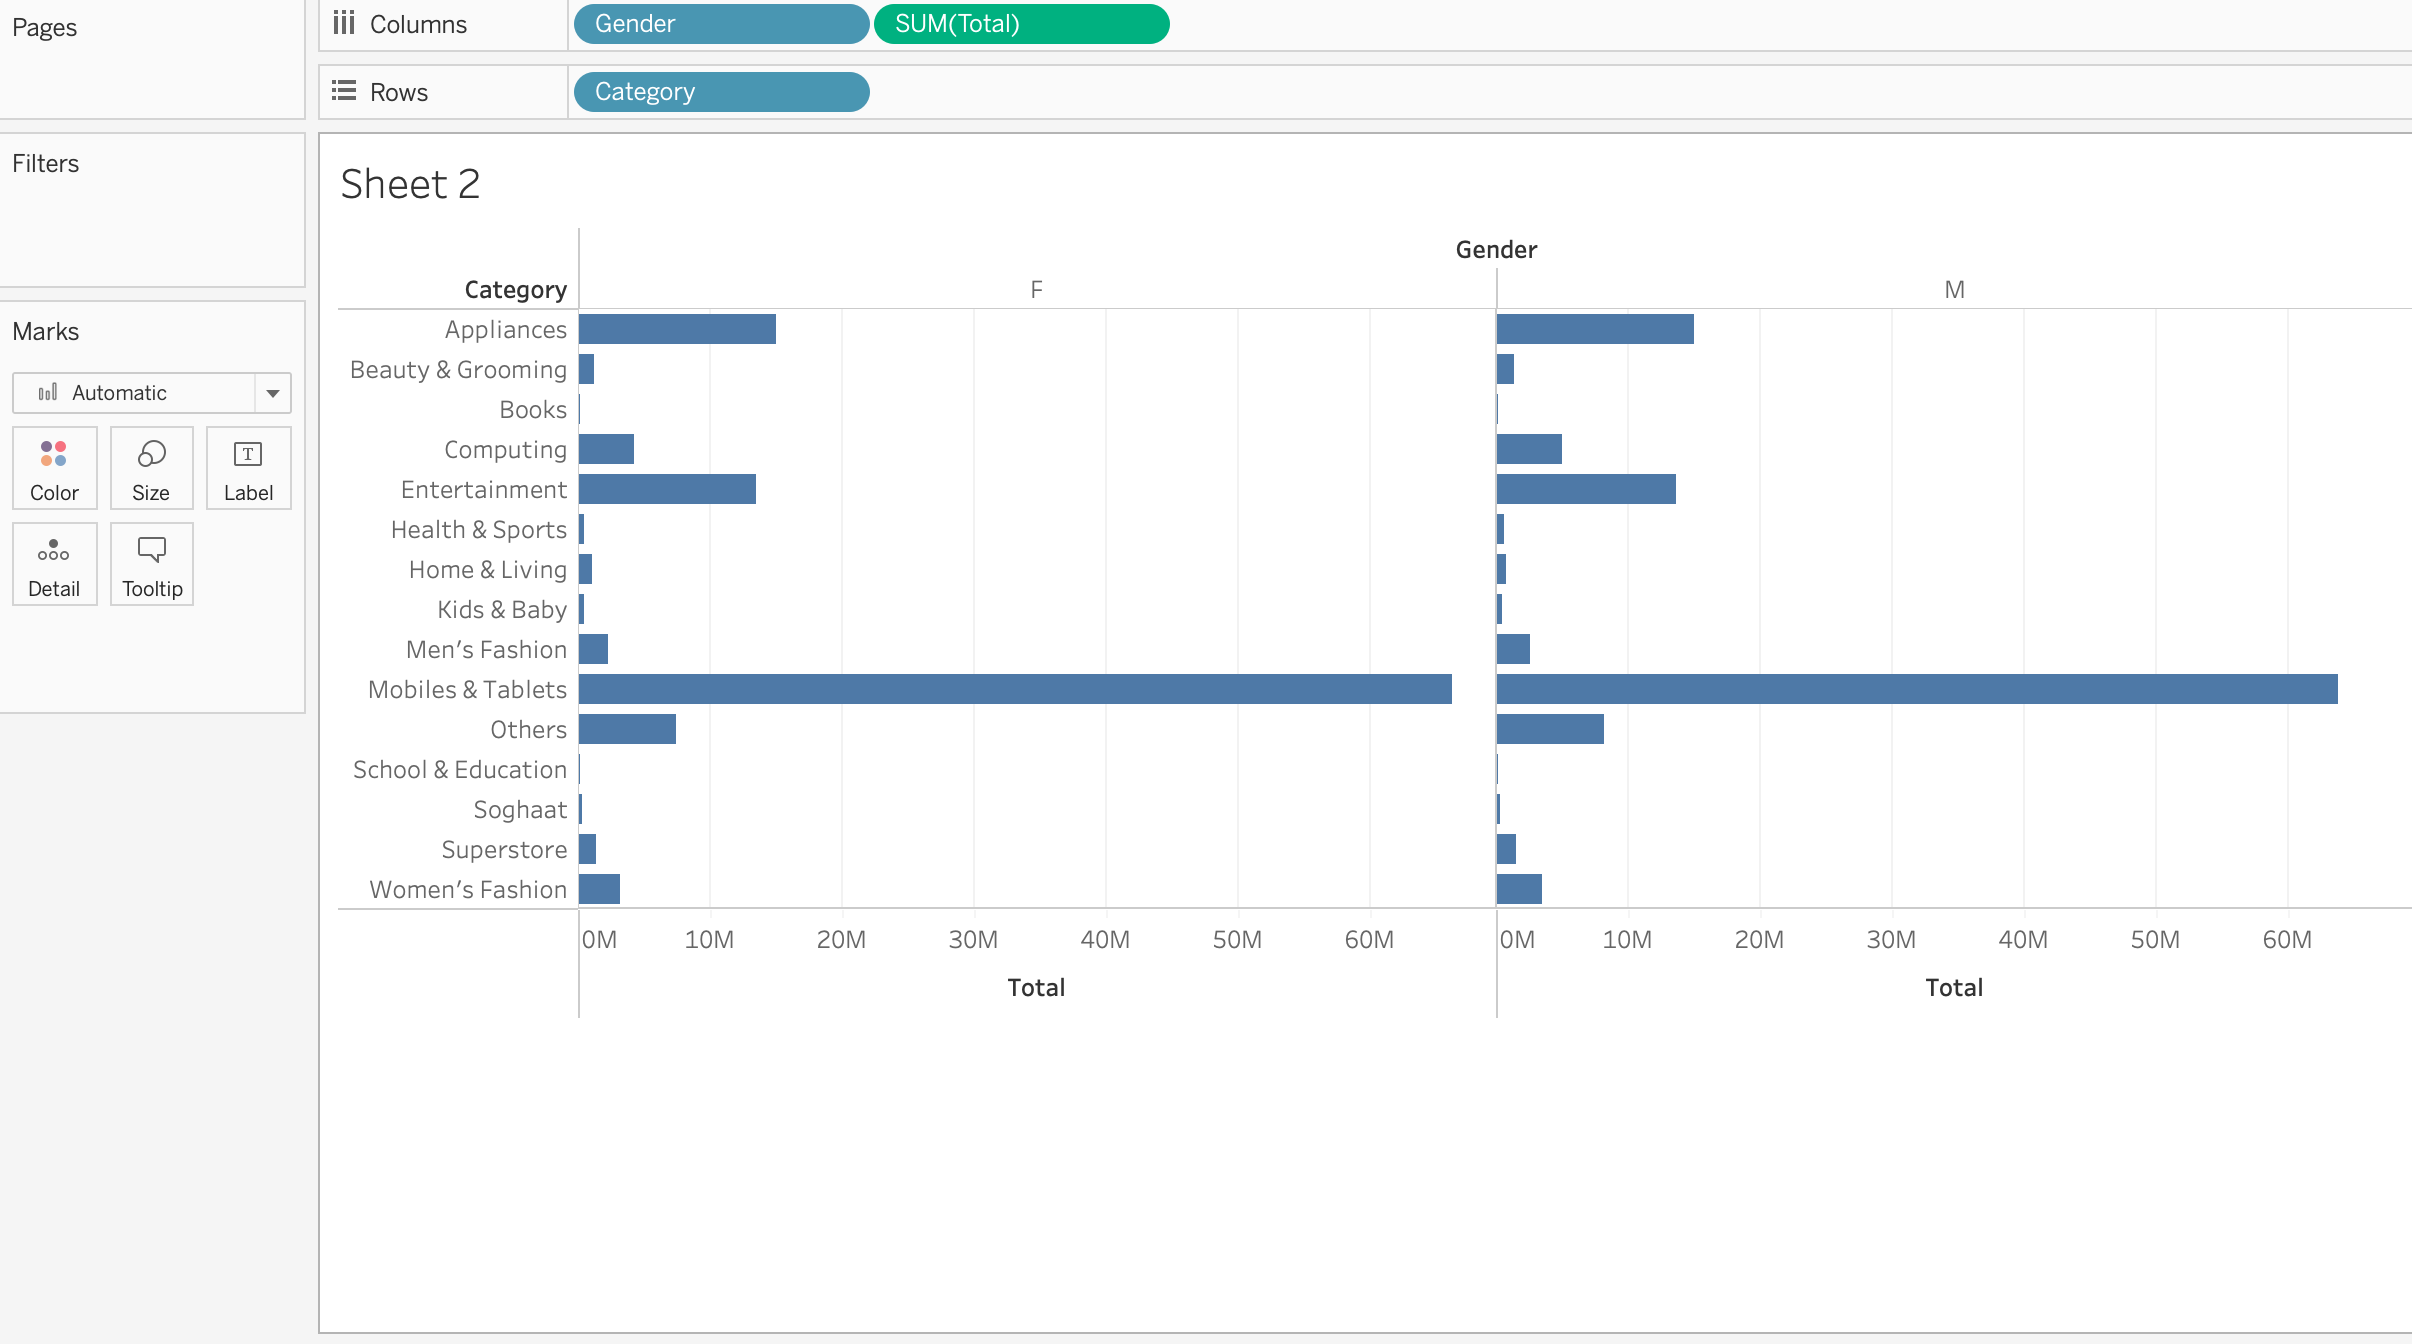 Pages
Columns
Gender
SUM(Total)
Rows
Category
Filters
Sheet 2
Gender
Category
F
M
Marks
Automatic
Color
Size
T
Label
Detail
Tooltip
Appliances
Beauty & Grooming
Books
Computing
Entertainment
Health & Sports
Home & Living
Kids & Baby
Men's Fashion
Mobiles & Tablets
Others
School & Education
Soghaat
Superstore
Women's Fashion
0M 10M 20M 30M 40M 50M 60M
0M 10M 20M 30M 40M 50M 60M
Total
Total